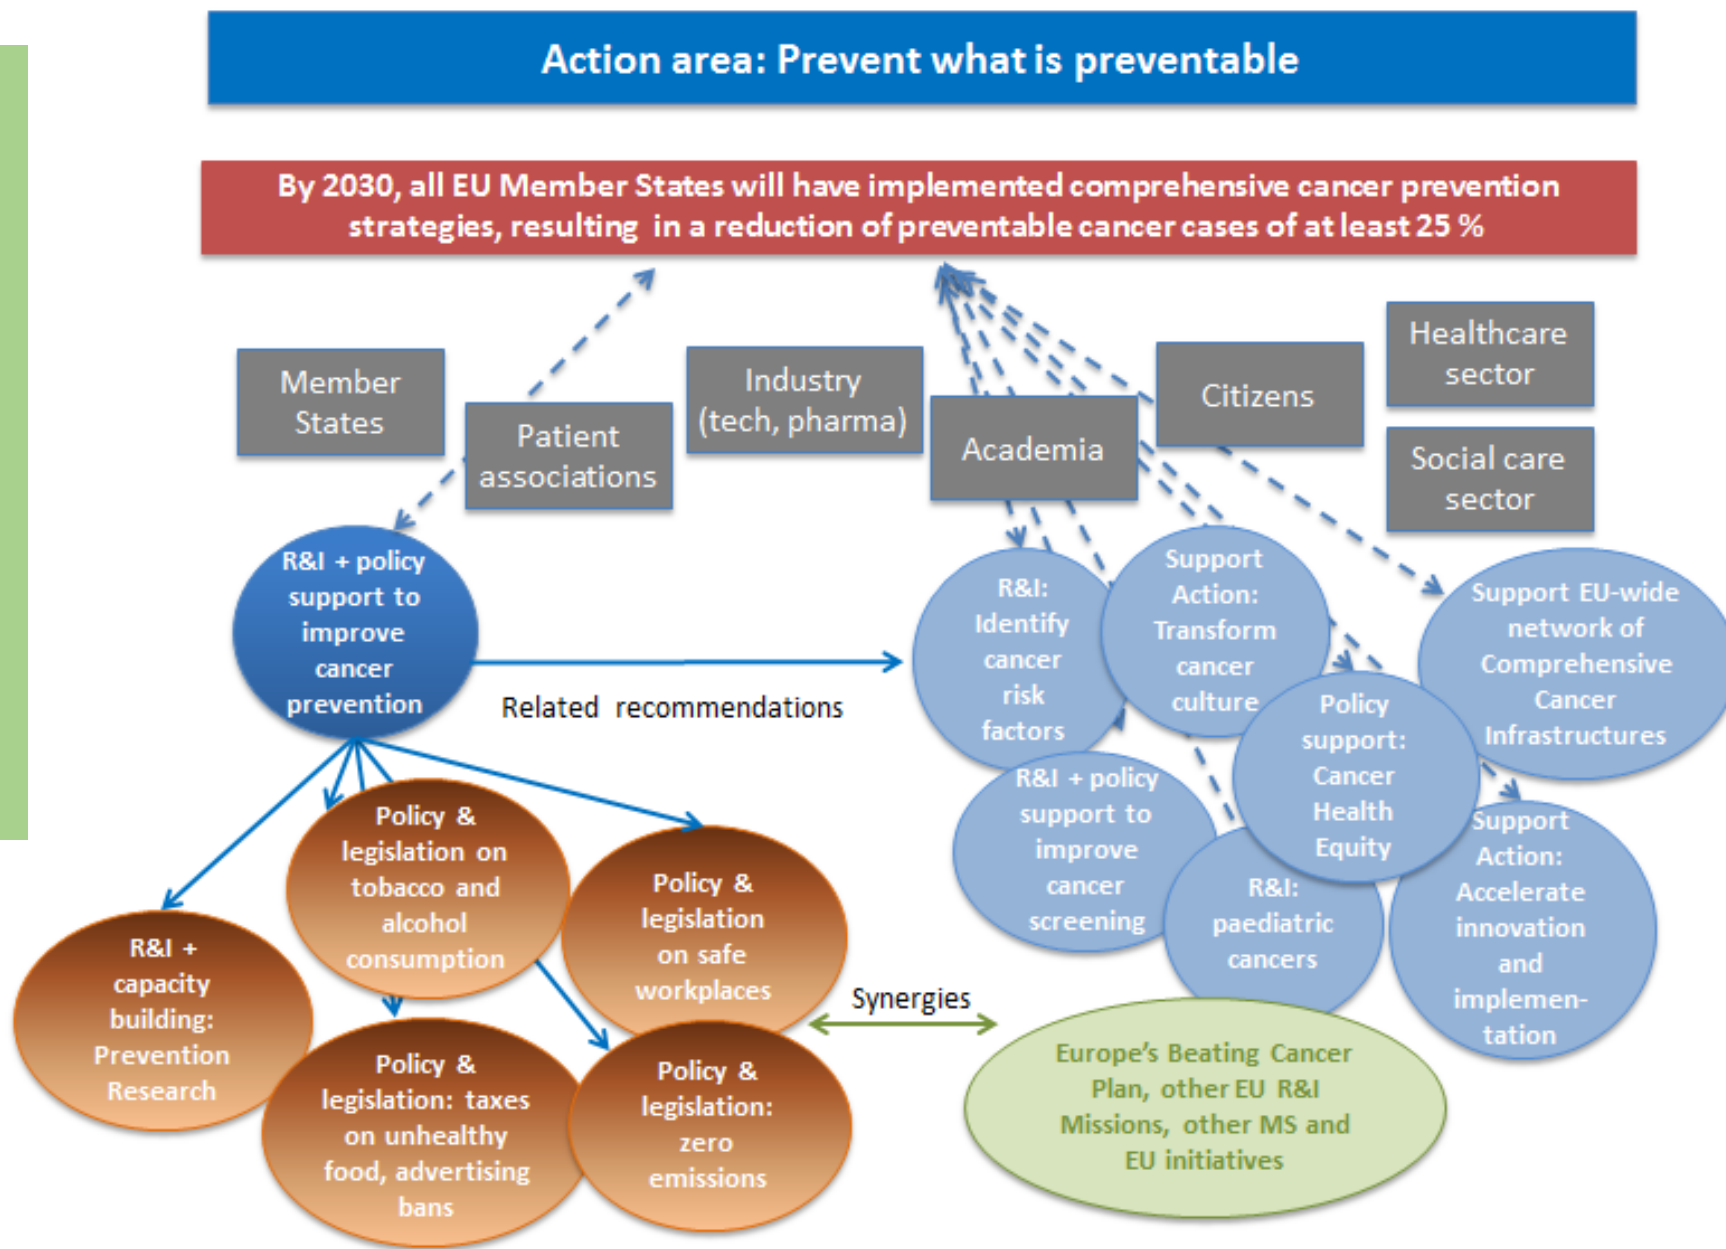 Action area: Prevent what is preventable
By 2030, all EU Member States will have implemented comprehensive cancer prevention
strategies, resulting in a reduction of preventable cancer cases of at least 25 %
Member
States
Patient
associations
Industry
(tech, pharma)
Academia
Citizens
Healthcare
sector
Social care
sector
R&I + policy
support to
improve
cancer
prevention
Related recommendations
R&I:
Identify
cancer
risk
factors
Support
Action:
Transform
cancer
culture
Support EU-wide
network of
Comprehensive
Cancer
Infrastructures
Policy
support:
Cancer
Health
Equity
R&I + policy
support to
improve
cancer
screening
R&I:
paediatric
cancers
Support
Action:
Accelerate
innovation
and
implemen-
tation
Policy &
legislation on
tobacco and
alcohol
consumption
Policy &
legislation
on safe
workplaces
R&I +
capacity
building:
Prevention
Research
Policy &
legislation: taxes
on unhealthy
food, advertising
bans
Policy &
legislation:
zero
emissions
Synergies
Europe's Beating Cancer
Plan, other EU R&I
Missions, other MS and
EU initiatives